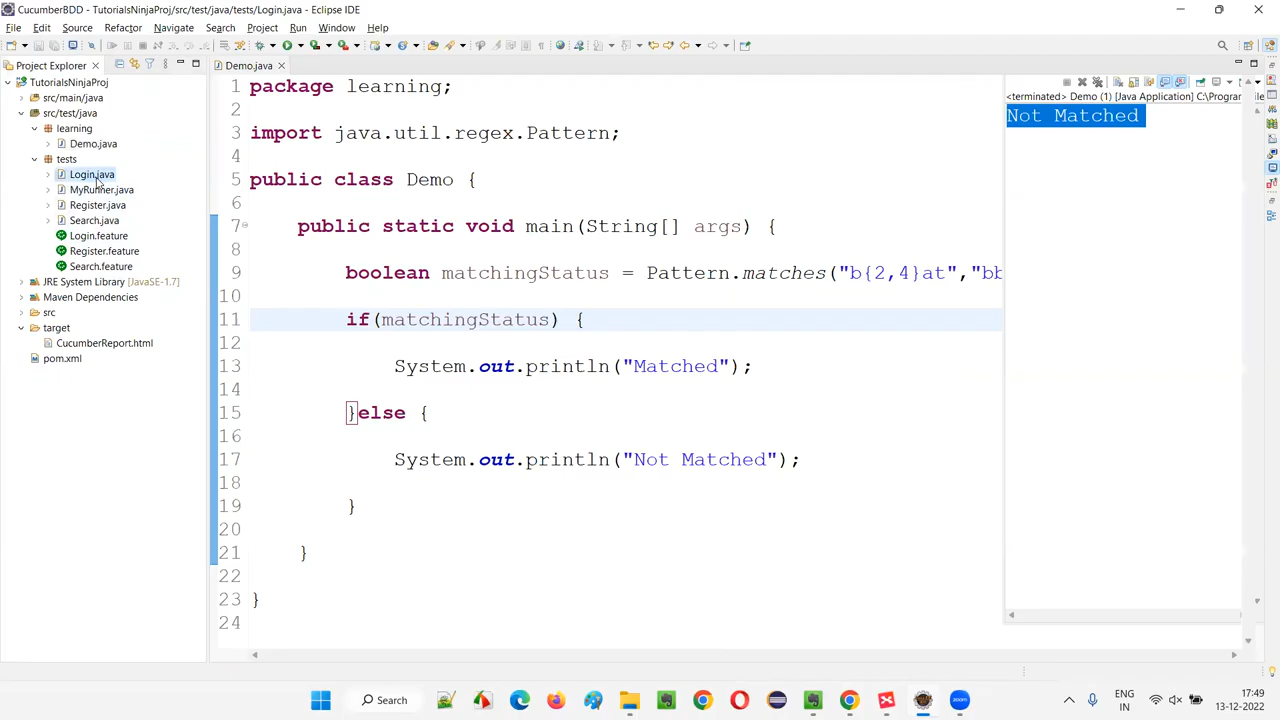 CucumberBDD - TutorialsNinjaProj/src/test/java/tests/Login.java - Eclipse IDE
File Edit Source Refactor Navigate Search Project Run Window Help
Project Explorer
TutorialsNinjaProj
src/main/java
src/test/java
learning
Demo.java
tests
Login.java
MyRunner.java
Register.java
Search.java
Login.feature
Register.feature
Search.feature
JRE System Library [JavaSE-1.7]
Maven Dependencies
src
target
CucumberReport.html
pom.xml
Demo.java
1 package learning;
2
3 import java.util.regex.Pattern;
4
5 public class Demo {
6
7 public static void main(String[] args) {
8
9 boolean matchingStatus = Pattern.matches("b{2,4}at","bb
10
11 if(matchingStatus) {
12
13 System.out.println("Matched");
14
15 }else {
16
17 System.out.println("Not Matched");
18
19 }
20
21 }
22
23 }
24
<terminated> Demo (1) [Java Application] C:\Program
Not Matched
Search
ENG
IN
17:49
13-12-2022